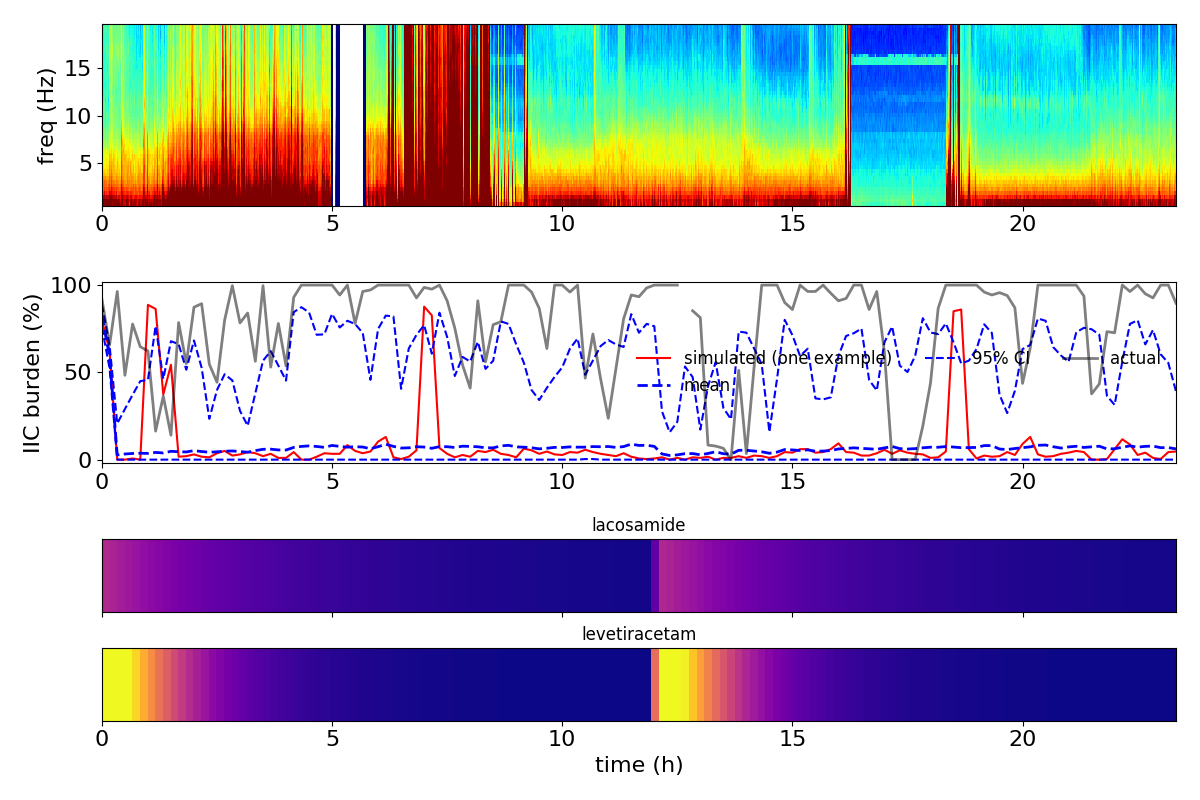 freq (Hz)
15
10
5
0 5 10 15 20
IIC burden (%)
100
50
0
simulated (one example) 95% CI actual
mean
0 5 10 15 20
lacosamide
levetiracetam
0 5 10 15 20
time (h)